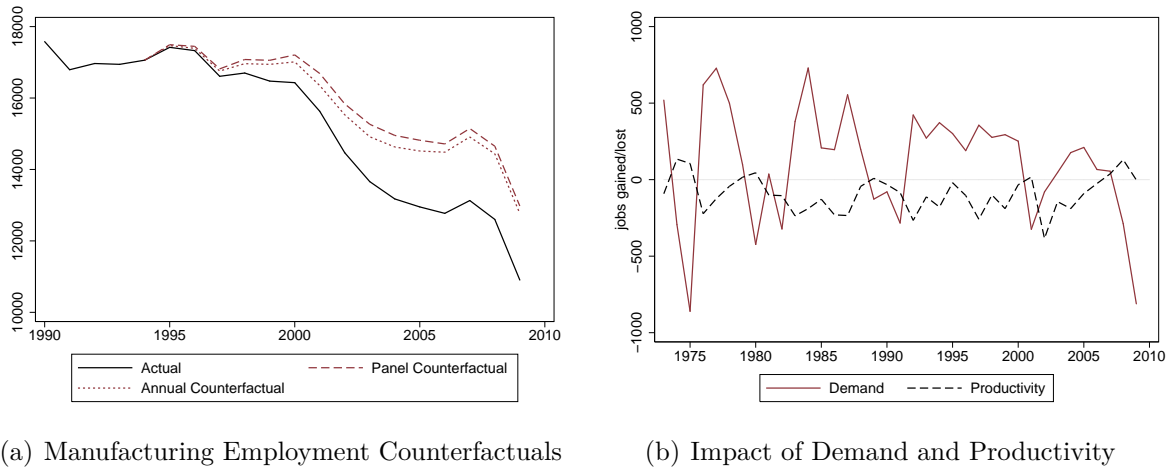 18000
16000
14000
12000
10000
1990
1995
2000
2005
2010
Actual
Panel Counterfactual
Annual Counterfactual
(a) Manufacturing Employment Counterfactuals
1000
500
0
−500
−1000
jobs gained/lost
1975
1980
1985
1990
1995
2000
2005
2010
Demand
Productivity
(b) Impact of Demand and Productivity